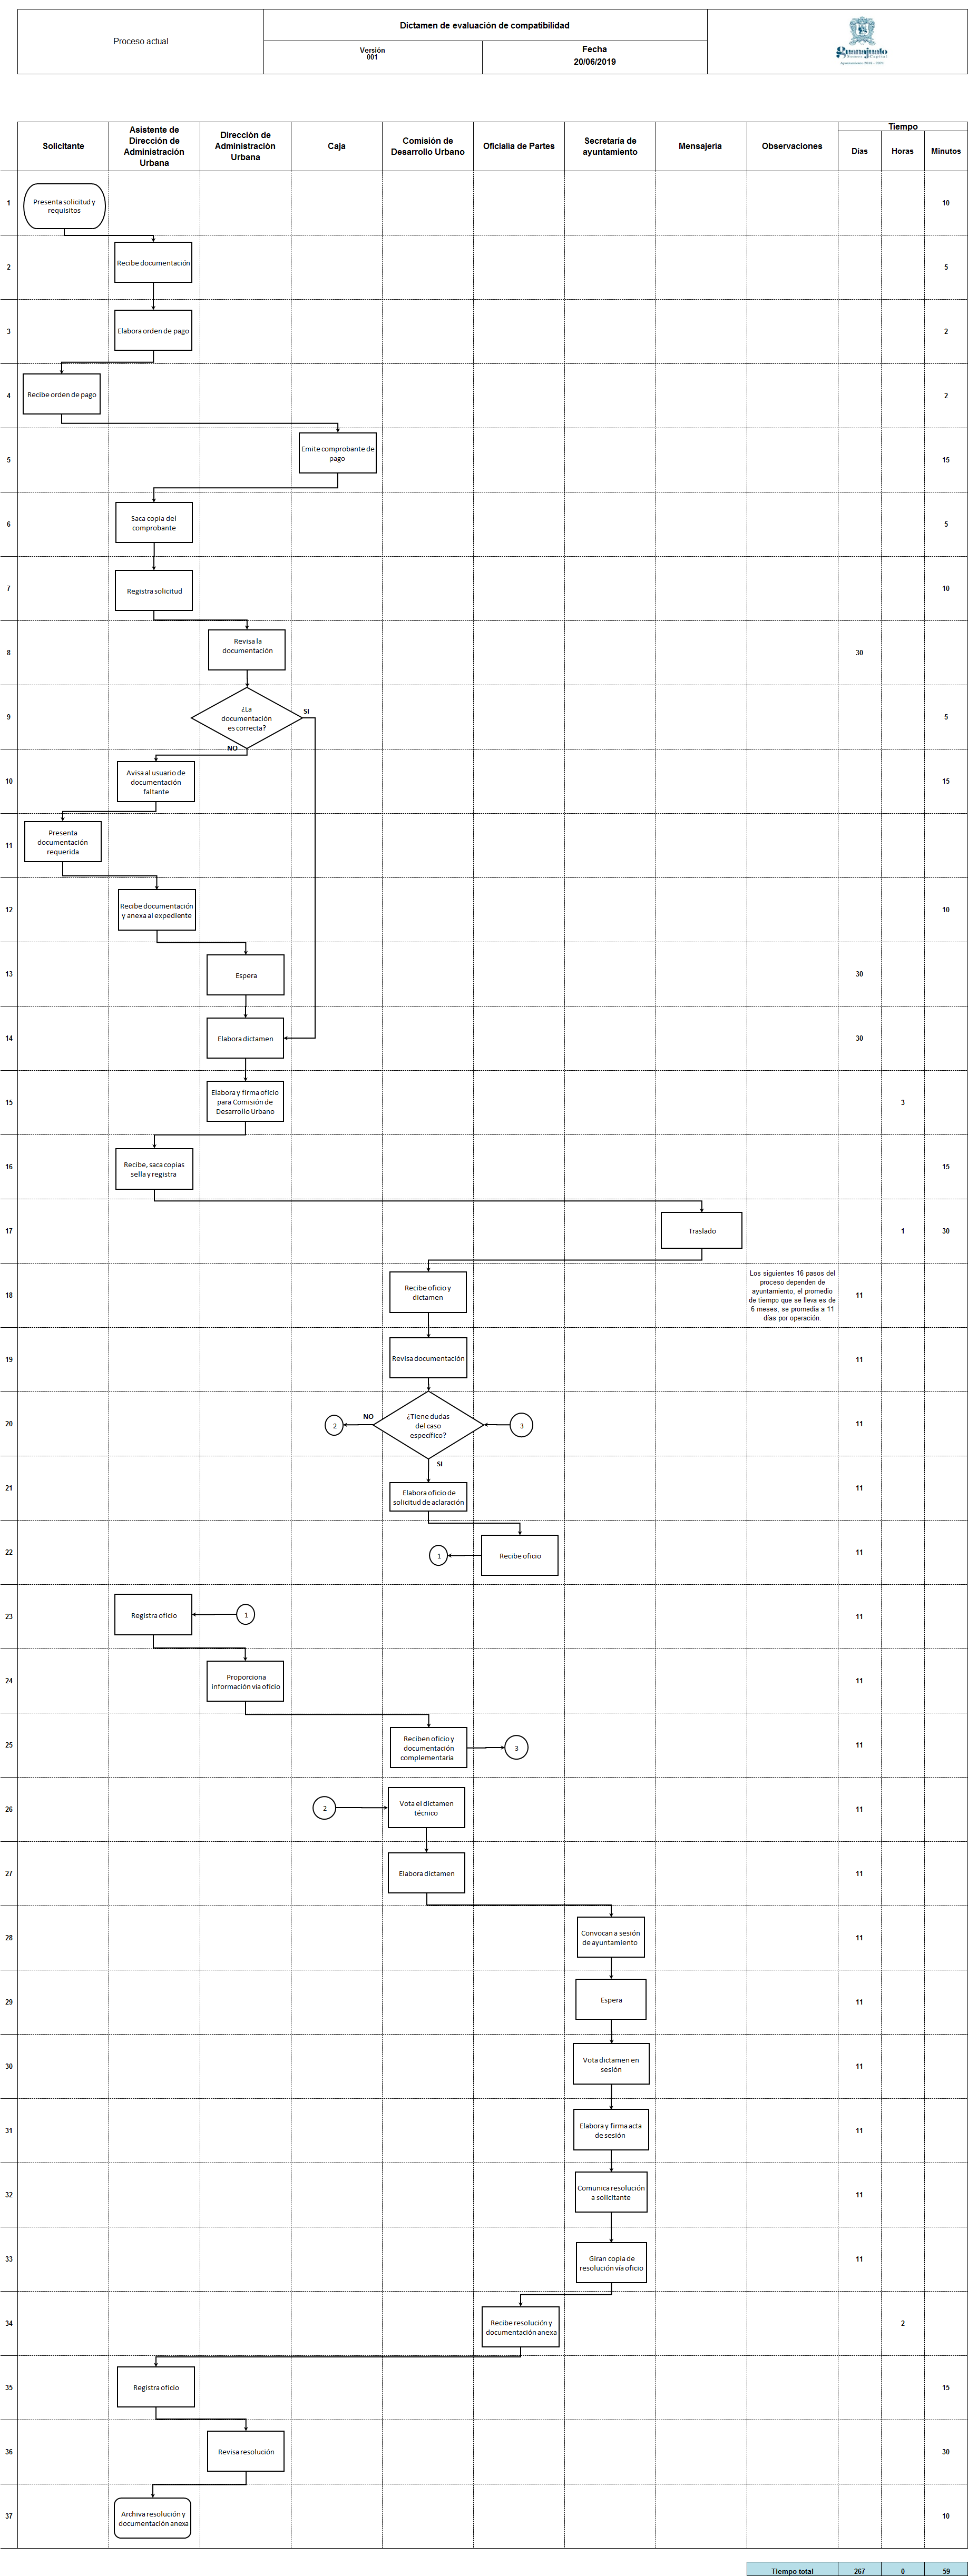 Proceso actual
Dictamen de evaluación de compatibilidad
Versión
001
Fecha
20/06/2019
guanajuato
Somos Capital
Ayuntamiento 2018 - 2021
Solicitante
Asistente de
Dirección de
Administración
Urbana
Dirección de
Administración
Urbana
Caja
Comisión de
Desarrollo Urbano
Oficialia de Partes
Secretaria de
ayuntamiento
Mensajería
Observaciones
Tiempo
Días
Horas
Minutos
1
Presenta solicitud y
requisitos
10
2
Recibe documentación
5
3
Elabora orden de pago
2
4
Recibe orden de pago
2
5
Emite comprobante de
pago
15
6
Saca copia del
comprobante
5
7
Registra solicitud
10
8
Revisa la
documentación
30
9
¿La
documentación
es correcta?
SI
NO
5
10
Avisa al usuario de
documentación
faltante
15
11
Presenta
documentación
requerida
12
Recibe documentación
y anexa al expediente
10
13
Espera
30
14
Elabora dictamen
30
15
Elabora y firma oficio
para Comisión de
Desarrollo Urbano
3
16
Recibe, saca copias
sella y registra
15
17
Traslado
1
30
18
Recibe oficio y
dictamen
Los siguientes 16 pasos del
proceso dependen de
ayuntamiento, el promedio
de tiempo que se lleva es de
6 meses, se promedia a 11
días por operación.
11
19
Revisa documentación
11
20
2
NO
¿Tiene dudas
del caso
específico?
3
SI
11
21
Elabora oficio de
solicitud de aclaración
11
22
1
Recibe oficio
11
23
Registra oficio
1
11
24
Proporciona
información vía oficio
11
25
Reciben oficio y
documentación
complementaria
3
11
26
2
Vota el dictamen
técnico
11
27
Elabora dictamen
11
28
Convocan a sesión
de ayuntamiento
11
29
Espera
11
30
Vota dictamen en
sesión
11
31
Elabora y firma acta
de sesión
11
32
Comunica resolución
a solicitante
11
33
Giran copia de
resolución vía oficio
11
34
Recibe resolución y
documentación anexa
2
35
Registra oficio
15
36
Revisa resolución
30
37
Archiva resolución y
documentación anexa
10
Tiempo total
267
0
59